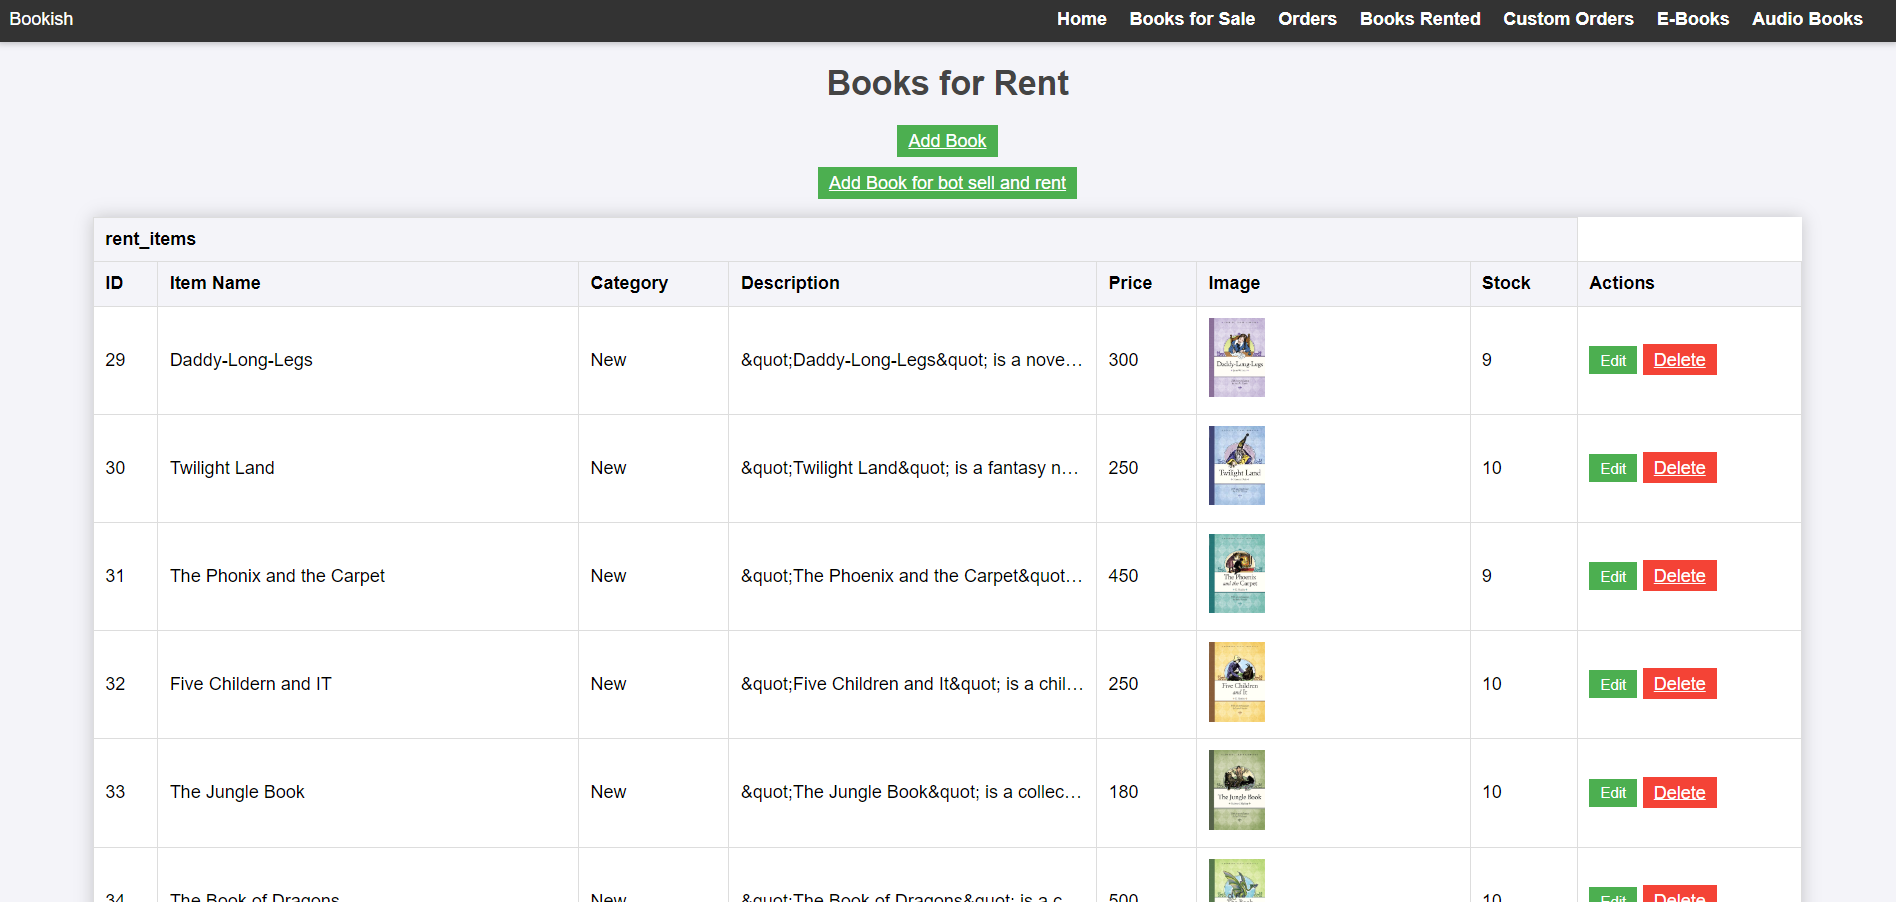 Bookish Home Books for Sale Orders Books Rented Custom Orders E-Books Audio Books
Books for Rent
Add Book
Add Book for bot sell and rent
rent_items
ID Item Name Category Description Price Image Stock Actions
29 Daddy-Long-Legs New &quot;Daddy-Long-Legs&quot; is a nove… 300 Daddy-Long-Legs 9 Edit Delete
30 Twilight Land New &quot;Twilight Land&quot; is a fantasy n… 250 Twilight Land 10 Edit Delete
31 The Phonix and the Carpet New &quot;The Phoenix and the Carpet&quot… 450 The Phoenix and the Carpet 9 Edit Delete
32 Five Childern and IT New &quot;Five Children and It&quot; is a chil… 250 Five Children and It 10 Edit Delete
33 The Jungle Book New &quot;The Jungle Book&quot; is a collec… 180 The Jungle Book 10 Edit Delete
34 The Book of Dragons New &quot;The Book of Dragons&quot; is a c… 500 10 Edit Delete